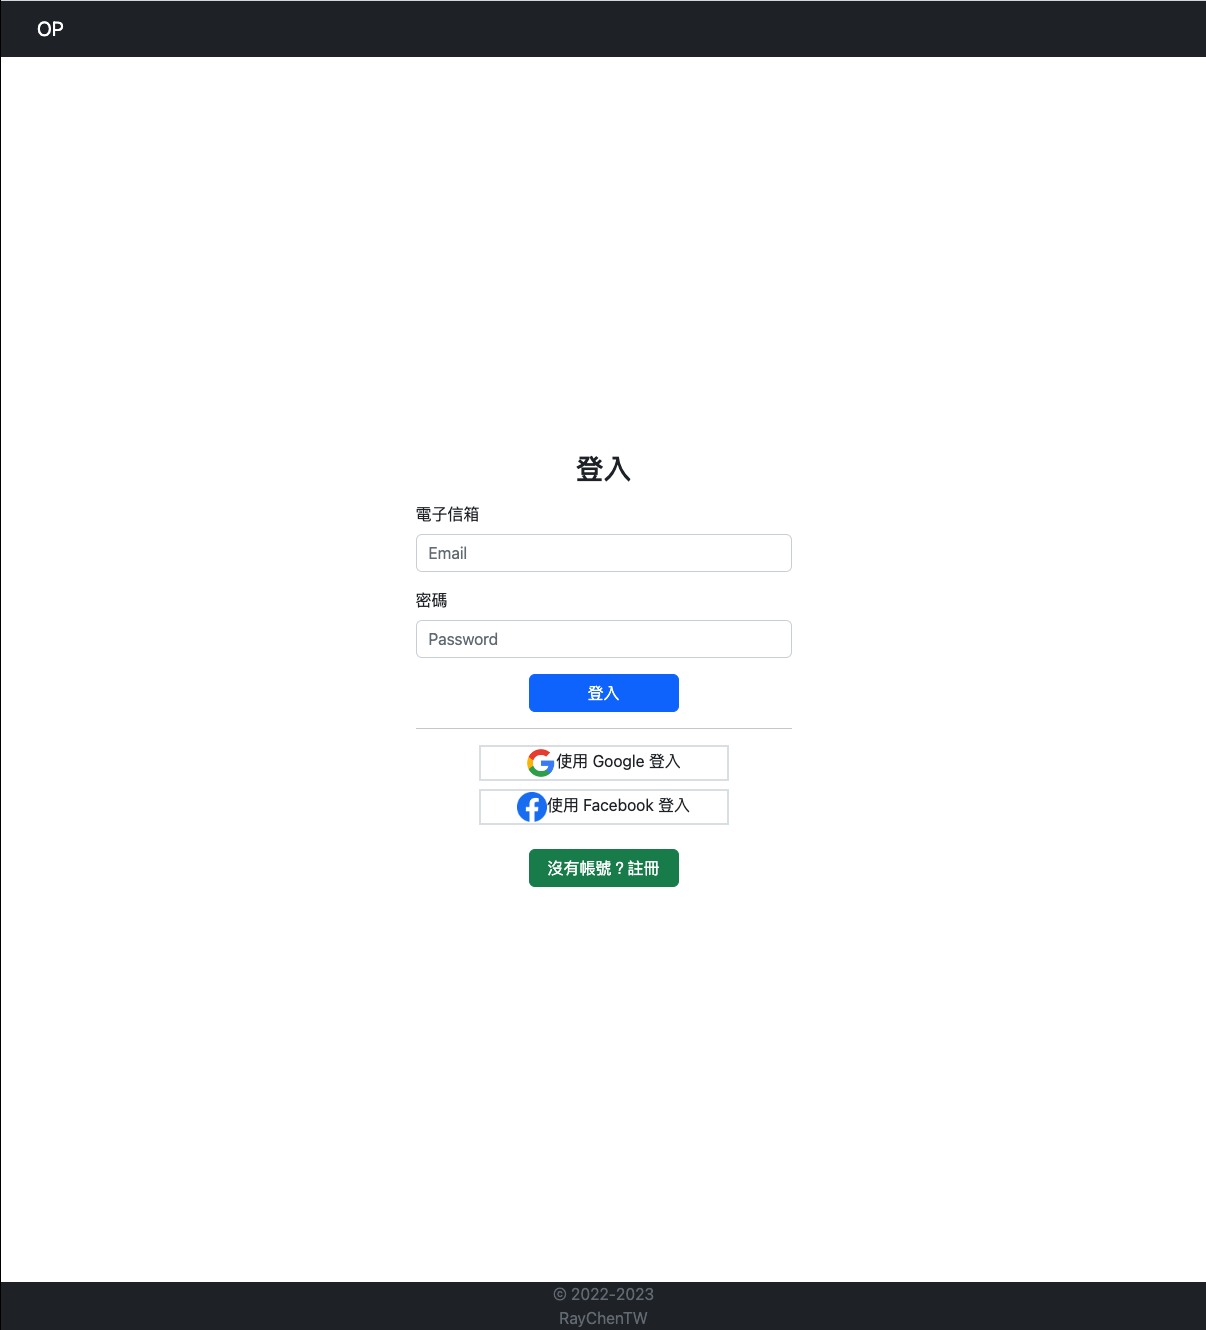 OP
登入
電子信箱
Email
密碼
Password
登入
使用 Google 登入
使用 Facebook 登入
沒有帳號？註冊
© 2022-2023
RayChenTW